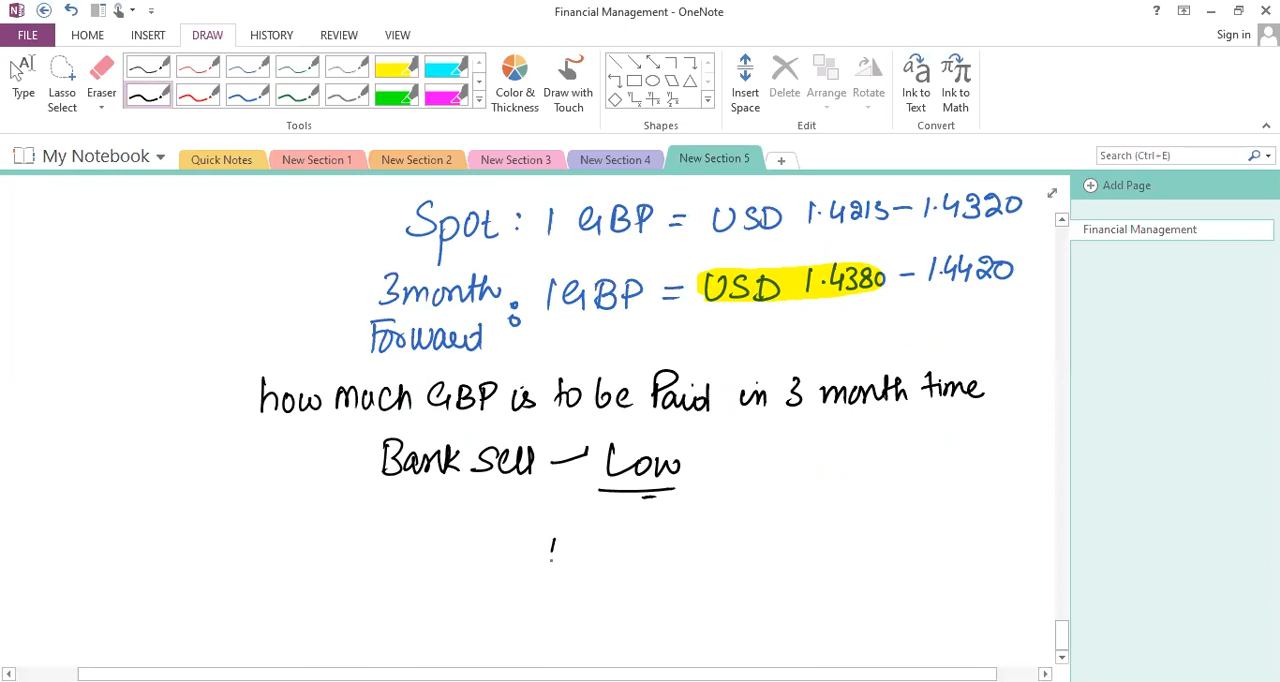 Financial Management - OneNote
?
FILE HOME INSERT DRAW HISTORY REVIEW VIEW
Sign in
Type Lasso Select Eraser Color & Thickness Draw with Touch Insert Space Delete Arrange Rotate Ink to Text Ink to Math
Tools Shapes Edit Convert
My Notebook Quick Notes New Section 1 New Section 2 New Section 3 New Section 4 New Section 5
Search (Ctrl+E)
Add Page
Financial Management
Spot : 1 GBP = USD 1.4215 - 1.4320
3 month Forward : 1 GBP = USD 1.4380 - 1.4420
how much GBP is to be Paid in 3 month time
Bank sell - Low